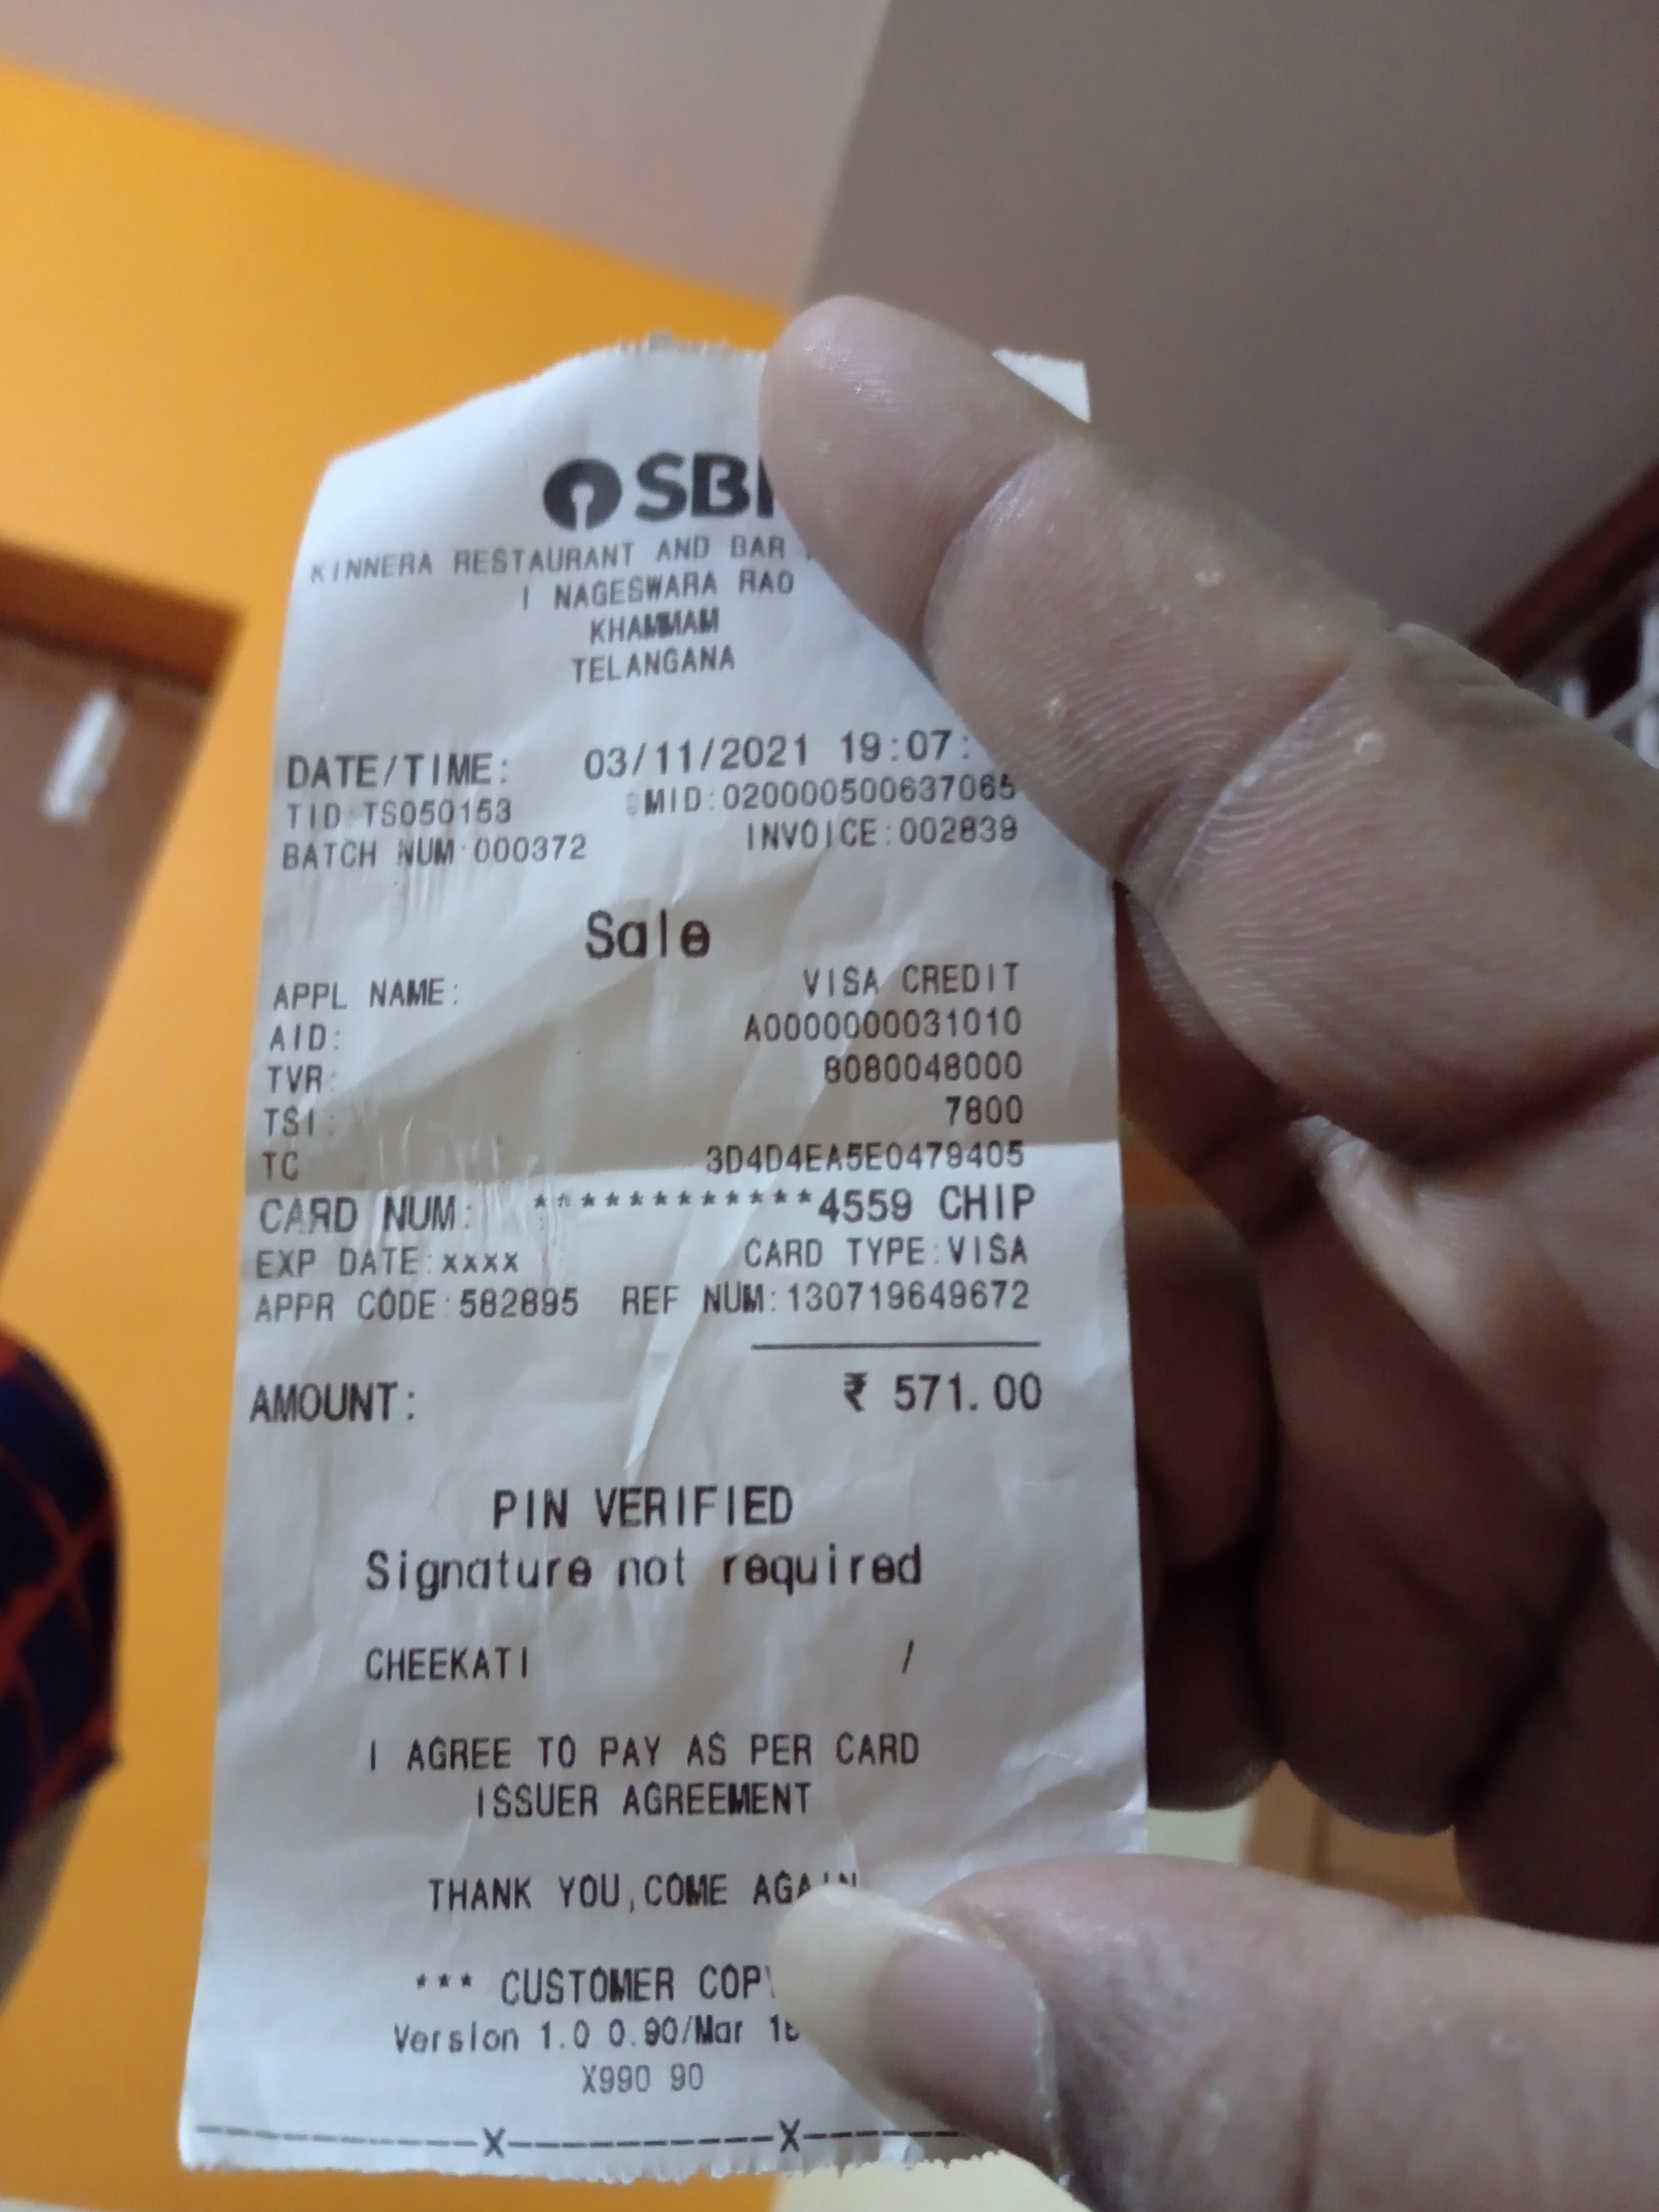 SBI
KINNERA RESTAURANT AND BAR
I NAGESWARA RAO
KHAMMAM
TELANGANA
DATE/TIME: 03/11/2021 19:07:
TID:TS050153 MID:020000500637065
BATCH NUM:000372 INVOICE:002839
Sale
APPL NAME: VISA CREDIT
AID: A0000000031010
TVR: 8080048000
TSI: 7800
TC 3D4D4EA5E0479405
CARD NUM: ************4559 CHIP
EXP DATE:xxxx CARD TYPE:VISA
APPR CODE:582895 REF NUM:130719649672
AMOUNT: ₹ 571.00
PIN VERIFIED
Signature not required
CHEEKATI /
I AGREE TO PAY AS PER CARD
ISSUER AGREEMENT
THANK YOU,COME AGAIN
*** CUSTOMER COPY
Version 1.0 0.90/Mar
X990 90
----------X----------X------